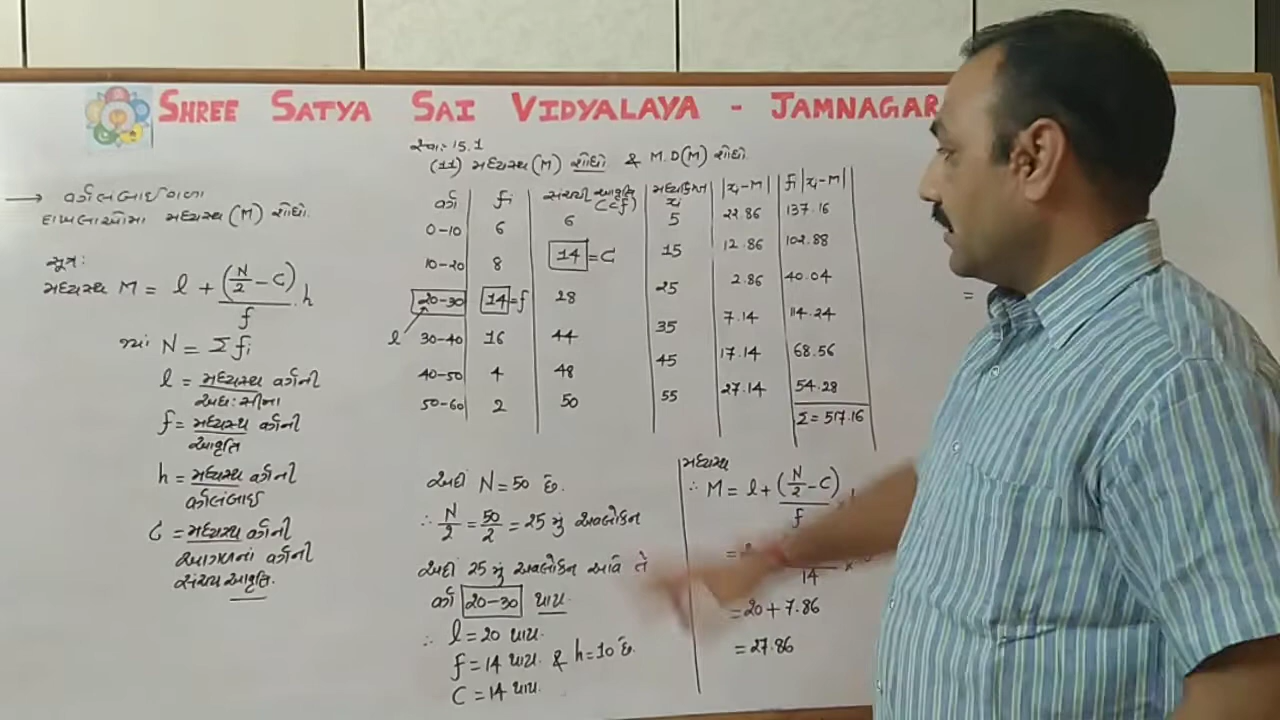 SHREE SATYA SAI VIDYALAYA - JAMNAGAR
સ્વા: 15.1
(11) મધ્યસ્થ (M) શોધો & M.D(M) શોધો.
→ વર્ગલંબાઈવાળા
દાખલાઓમાં મધ્યસ્થ (M) શોધો.
સૂત્ર:
મધ્યસ્થ M = l + (N/2 - C)/f . h
જ્યાં N = Σfi
l = મધ્યસ્થ વર્ગની
અધ:સીમા
f = મધ્યસ્થ વર્ગની
આવૃત્તિ
h = મધ્યસ્થ વર્ગની
વર્ગલંબાઈ
C = મધ્યસ્થ વર્ગની
આગળનાં વર્ગની
સંચય આવૃત્તિ.
વર્ગ fi સંચયી આવૃત્તિ (cf) મધ્યકિંમત xi |xi-M| fi|xi-M|
0-10 6 6 5 22.86 137.16
10-20 8 14 = C 15 12.86 102.88
20-30 14 = f 28 25 2.86 40.04
l 30-40 16 44 35 7.14 114.24
40-50 4 48 45 17.14 68.56
50-60 2 50 55 27.14 54.28
Σ = 517.16
અહીં N = 50 છે.
∴ N/2 = 50/2 = 25 મું અવલોકન
અહીં 25 મું અવલોકન આવે તે
વર્ગ 20-30 થાય.
∴ l = 20 થાય.
f = 14 થાય. & h = 10 છે.
C = 14 થાય.
મધ્યસ્થ
∴ M = l + (N/2 - C)/f
= 14 ×
= 20 + 7.86
= 27.86
=